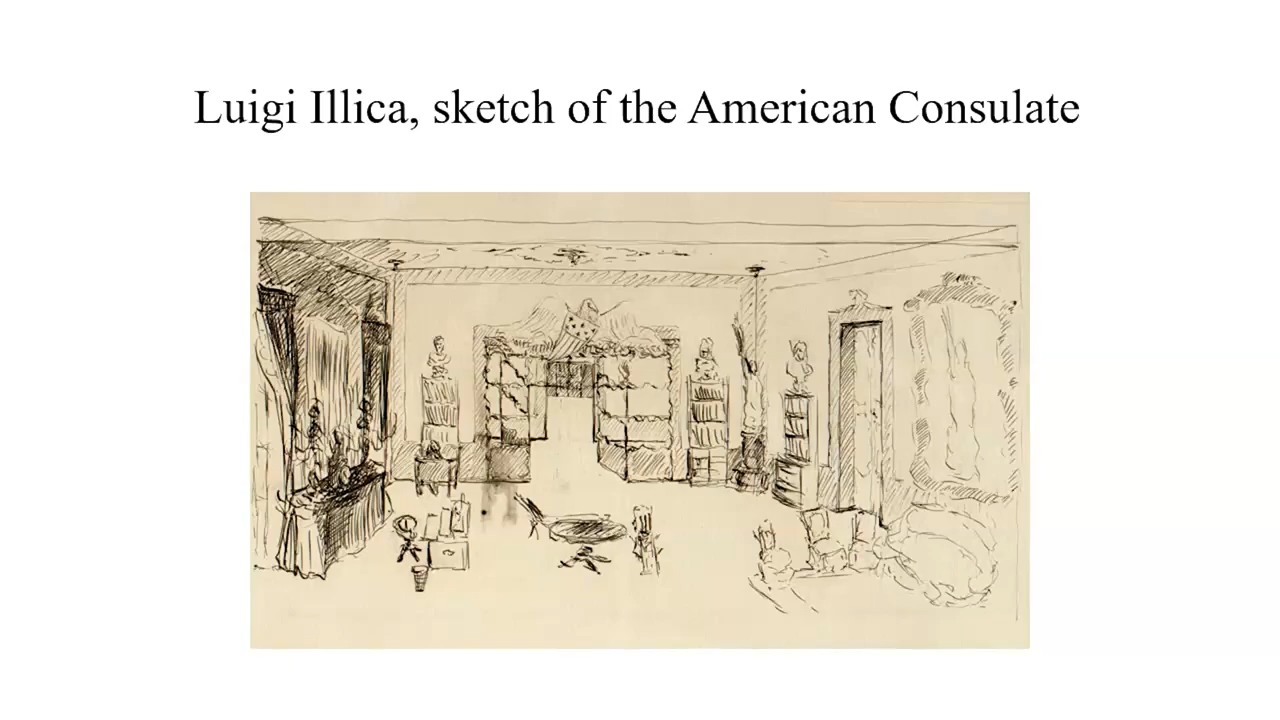 Luigi Illica, sketch of the American Consulate